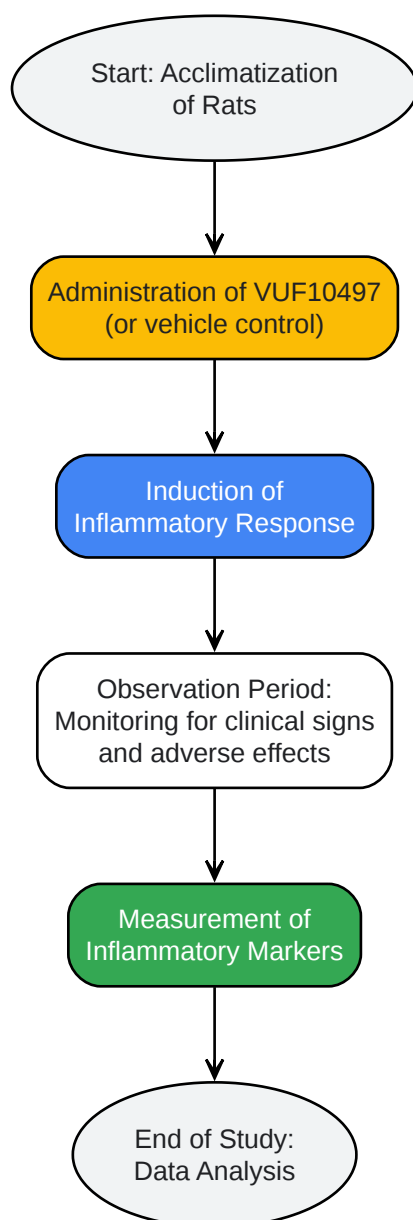 Start: Acclimatization
of Rats
Administration of VUF10497
(or vehicle control)
Induction of
Inflammatory Response
Observation Period:
Monitoring for clinical signs
and adverse effects
Measurement of
Inflammatory Markers
End of Study:
Data Analysis